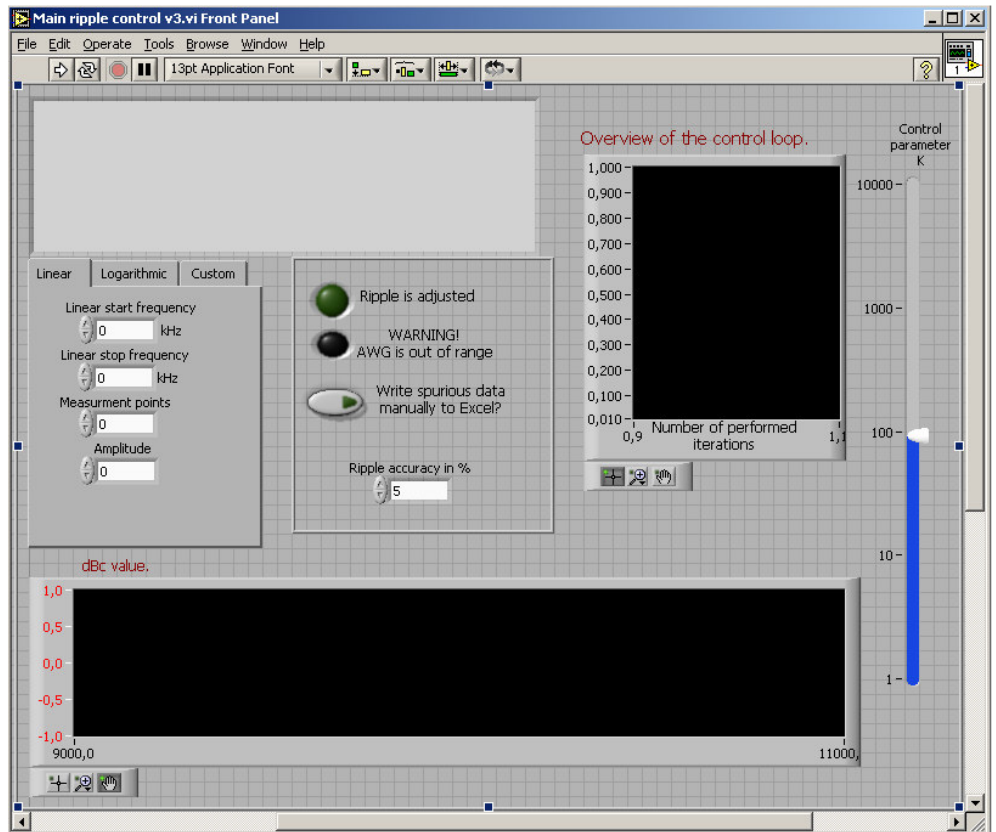 Main ripple control v3.vi Front Panel
File Edit Operate Tools Browse Window Help
13pt Application Font
1
Overview of the control loop.
Control
parameter
K
1,000
0,900
0,800
0,700
0,600
0,500
0,400
0,300
0,200
0,100
0,010
0,9
Number of performed
iterations
1,1
10000
1000
100
10
1
Linear Logarithmic Custom
Linear start frequency
0 kHz
Linear stop frequency
0 kHz
Measurment points
0
Amplitude
0
Ripple is adjusted
WARNING!
AWG is out of range
Write spurious data
manually to Excel?
Ripple accuracy in %
5
dBc value.
1,0
0,5
0,0
-0,5
-1,0
9000,0
11000,